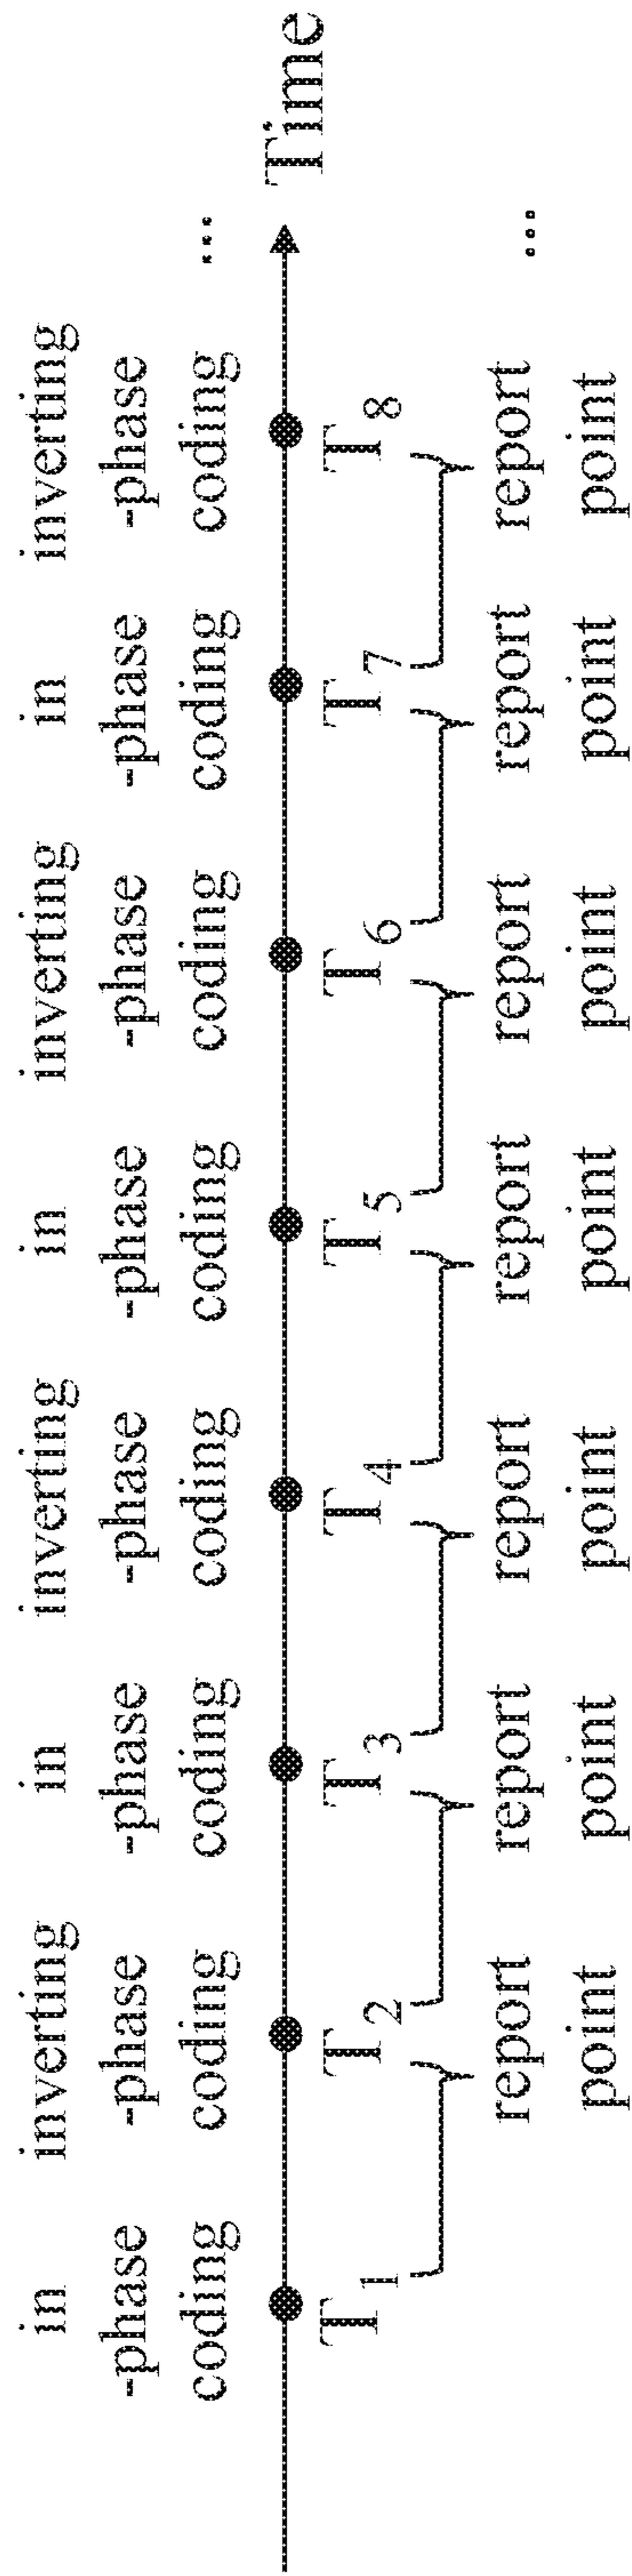 in inverting in inverting in inverting in inverting
-phase -phase -phase -phase -phase -phase -phase -phase
coding coding coding coding coding coding coding coding ...
Time
T1 T2 T3 T4 T5 T6 T7 T8
report report report report report report report ...
point point point point point point point